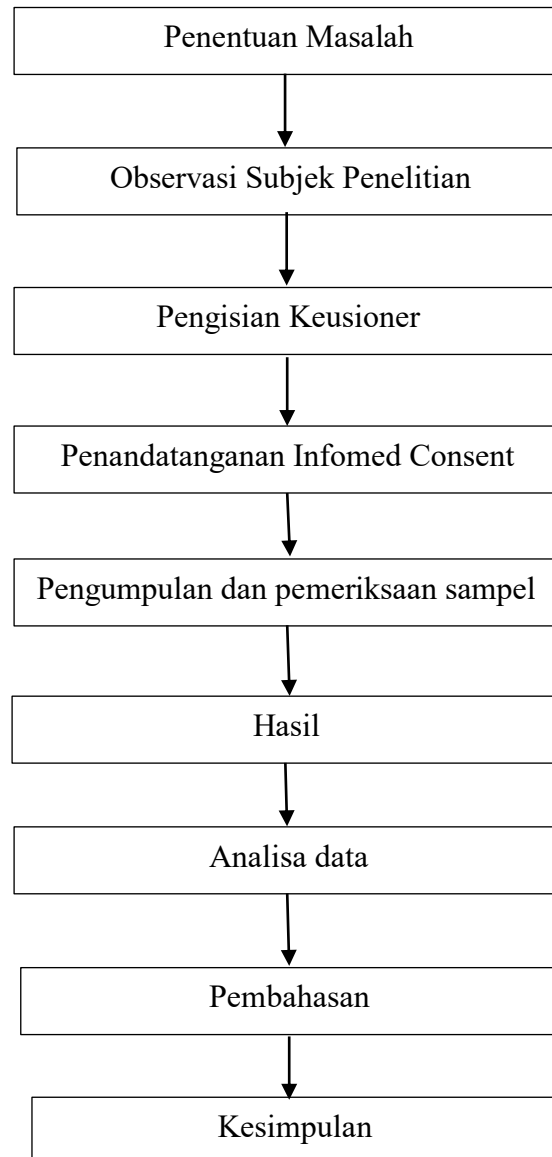 Penentuan Masalah
Observasi Subjek Penelitian
Pengisian Keusioner
Penandatanganan Infomed Consent
Pengumpulan dan pemeriksaan sampel
Hasil
Analisa data
Pembahasan
Kesimpulan